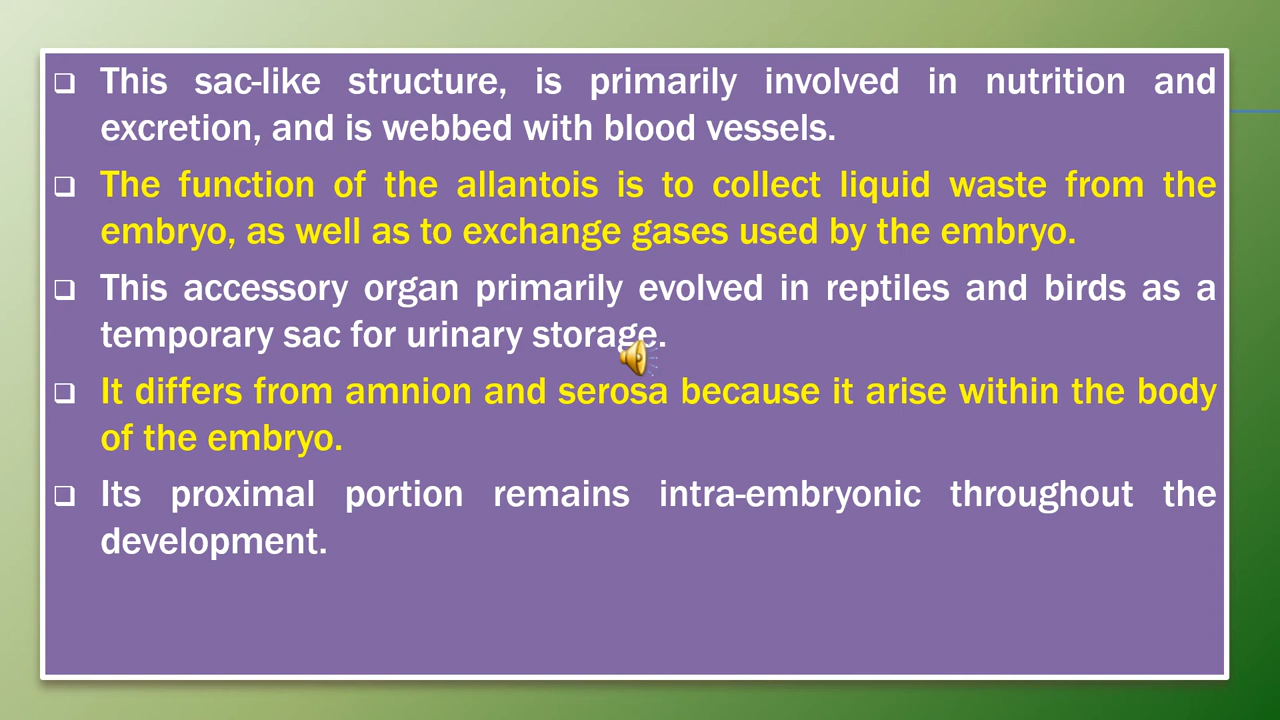 This sac-like structure, is primarily involved in nutrition and
excretion, and is webbed with blood vessels.
The function of the allantois is to collect liquid waste from the
embryo, as well as to exchange gases used by the embryo.
This accessory organ primarily evolved in reptiles and birds as a
temporary sac for urinary storage.
It differs from amnion and serosa because it arise within the body
of the embryo.
Its proximal portion remains intra-embryonic throughout the
development.